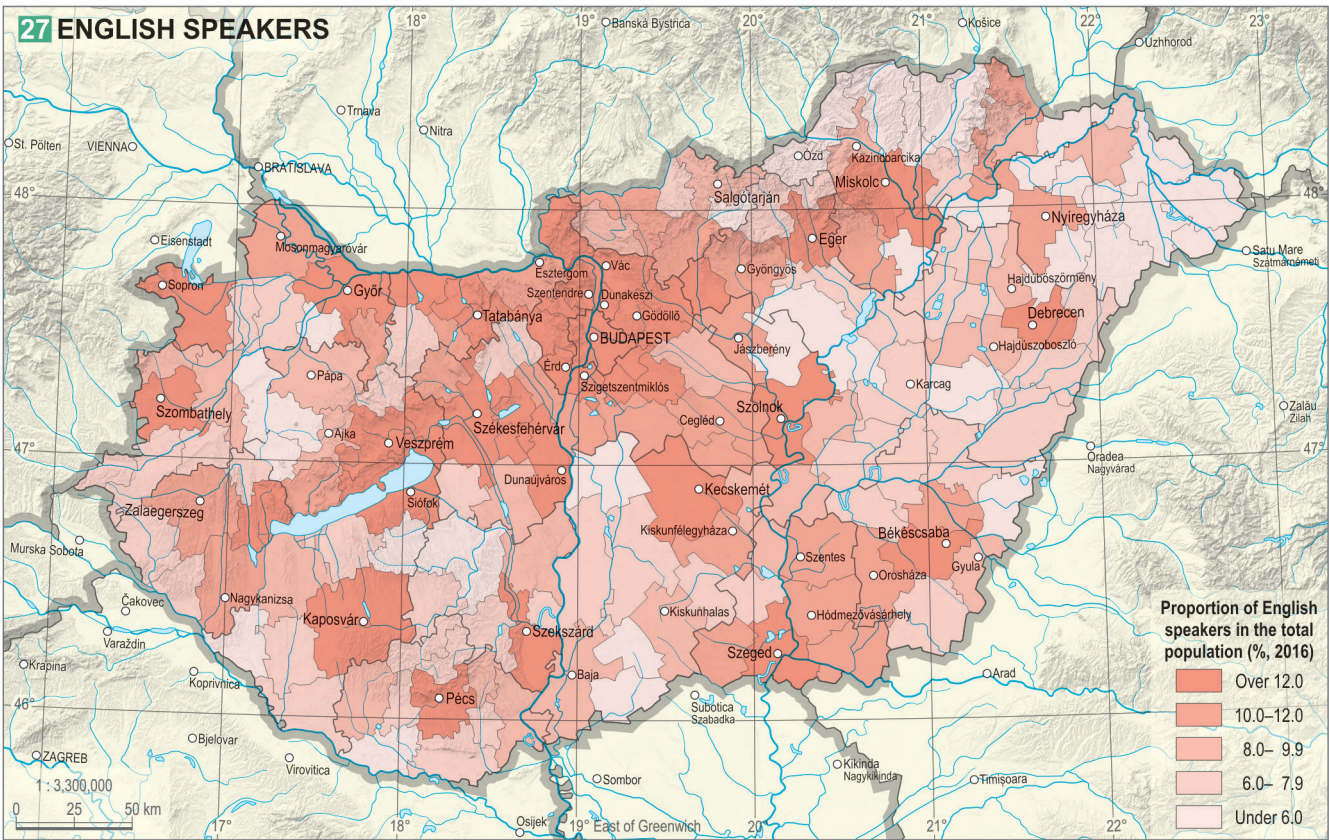 27 ENGLISH SPEAKERS
18°
19°
20°
21°
22°
23°
Banská Bystrica
Košice
Uzhhorod
Trnava
Nitra
St. Pölten
VIENNA
BRATISLAVA
Ózd
Kazincbarcika
Miskolc
48°
48°
Salgótarján
Nyíregyháza
Eisenstadt
Mosonmagyaróvár
Eger
Satu Mare
Szatmárnémeti
Sopron
Győr
Esztergom
Vác
Gyöngyös
Hajdúböszörmény
Szentendre
Dunakeszi
Tatabánya
Gödöllő
Debrecen
BUDAPEST
Jászberény
Hajdúszoboszló
Pápa
Érd
Szigetszentmiklós
Karcag
Szombathely
Székesfehérvár
Cegléd
Szolnok
Zalău
Zilah
Ajka
Veszprém
47°
47°
Oradea
Nagyvárad
Dunaújváros
Zalaegerszeg
Siófok
Kecskemét
Kiskunfélegyháza
Békéscsaba
Murska Sobota
Szentes
Gyula
Orosháza
Čakovec
Nagykanizsa
Kaposvár
Kiskunhalas
Hódmezővásárhely
Varaždin
Szekszárd
Szeged
Krapina
Koprivnica
Baja
Arad
46°
46°
Pécs
Subotica
Szabadka
Bjelovar
ZAGREB
Virovitica
Sombor
Kikinda
Nagykikinda
Timișoara
Proportion of English
speakers in the total
population (%, 2016)
Over 12.0
10.0–12.0
8.0– 9.9
6.0– 7.9
Under 6.0
1 : 3,300,000
0 25 50 km
Osijek
17°
18°
19°
East of Greenwich
20°
21°
22°